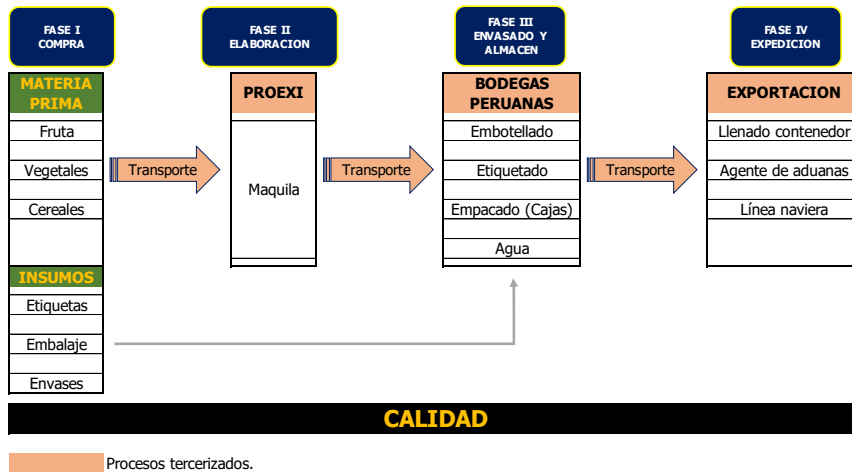 FASE I
COMPRA
FASE II
ELABORACION
FASE III
ENVASADO Y
ALMACEN
FASE IV
EXPEDICION
MATERIA
PRIMA
Fruta
Vegetales
Cereales
INSUMOS
Etiquetas
Embalaje
Envases
Transporte
PROEXI
Maquila
Transporte
BODEGAS
PERUANAS
Embotellado
Etiquetado
Empacado (Cajas)
Agua
Transporte
EXPORTACION
Llenado contenedor
Agente de aduanas
Línea naviera
CALIDAD
Procesos tercerizados.